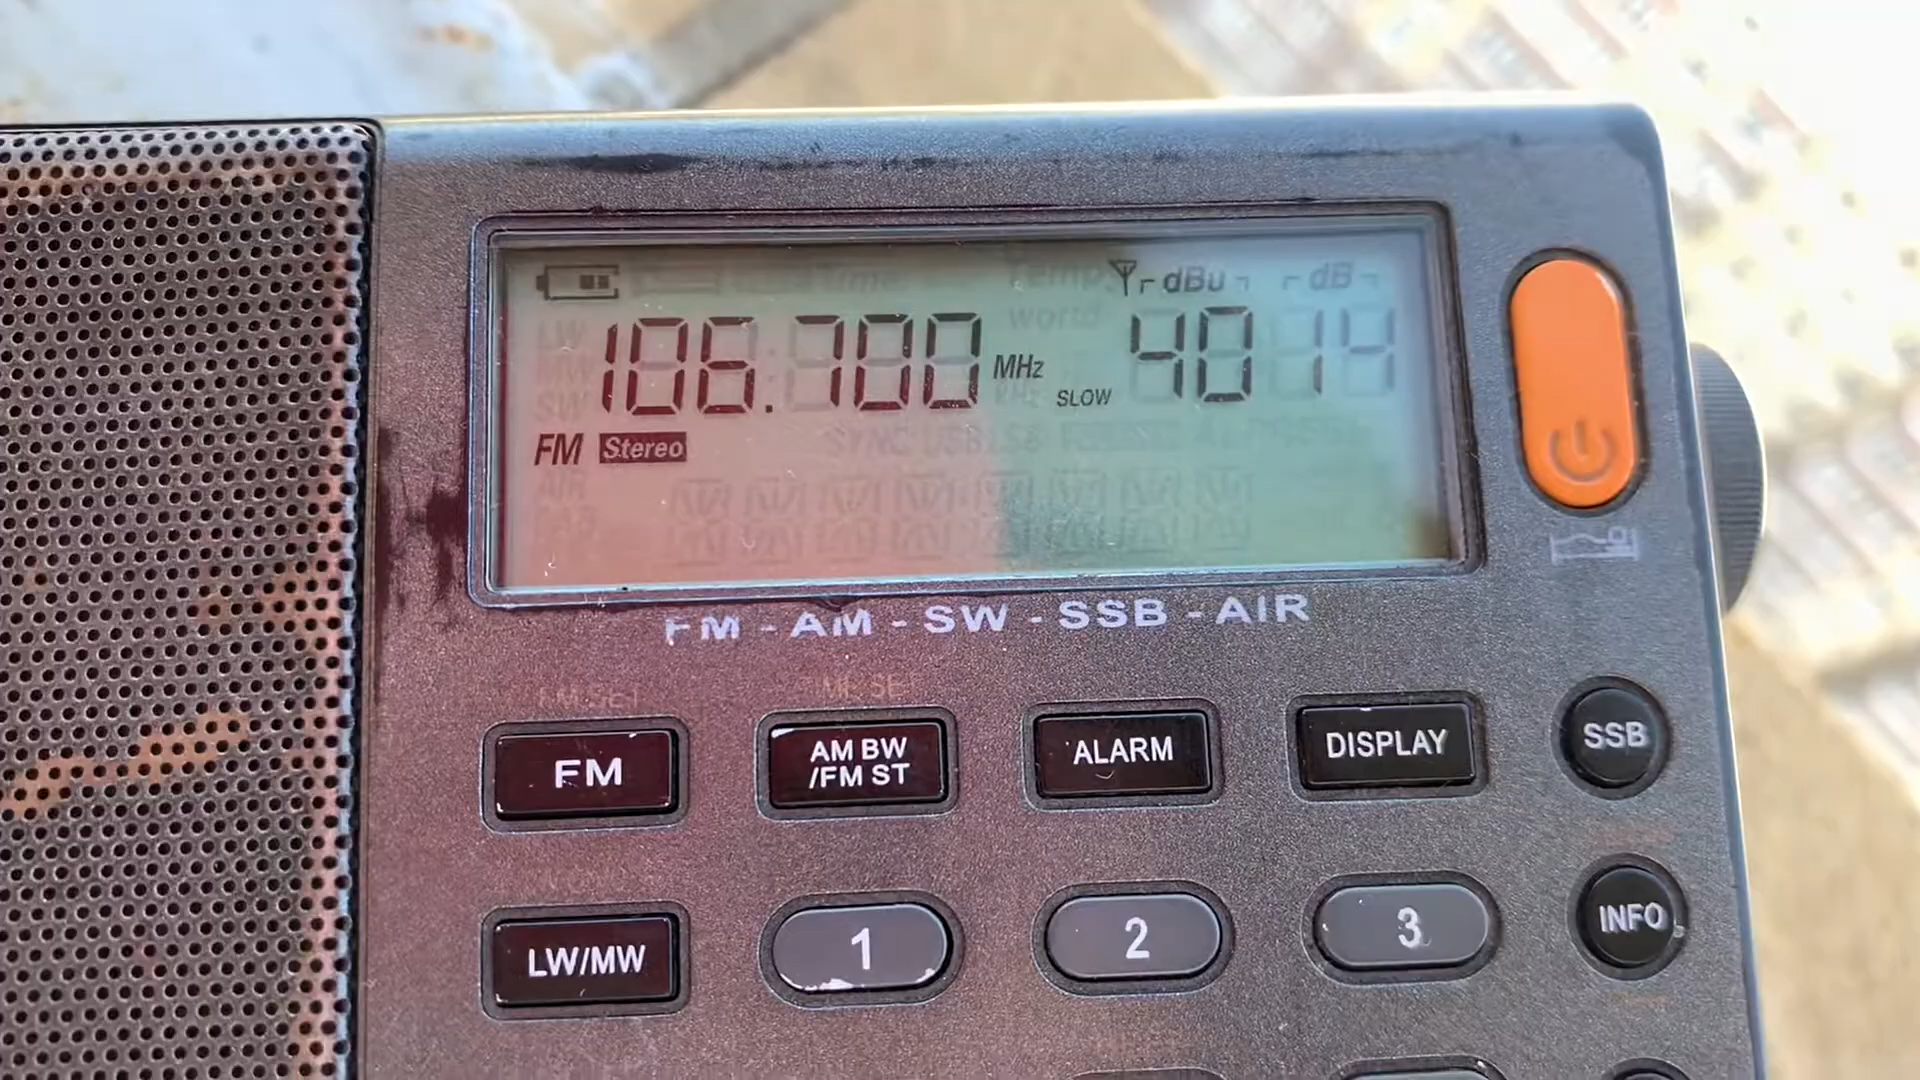 dBu dB
106.700 MHz SLOW 40 14
FM Stereo
FM - AM - SW - SSB - AIR
FM AM BW /FM ST ALARM DISPLAY SSB
LW/MW 1 2 3 INFO